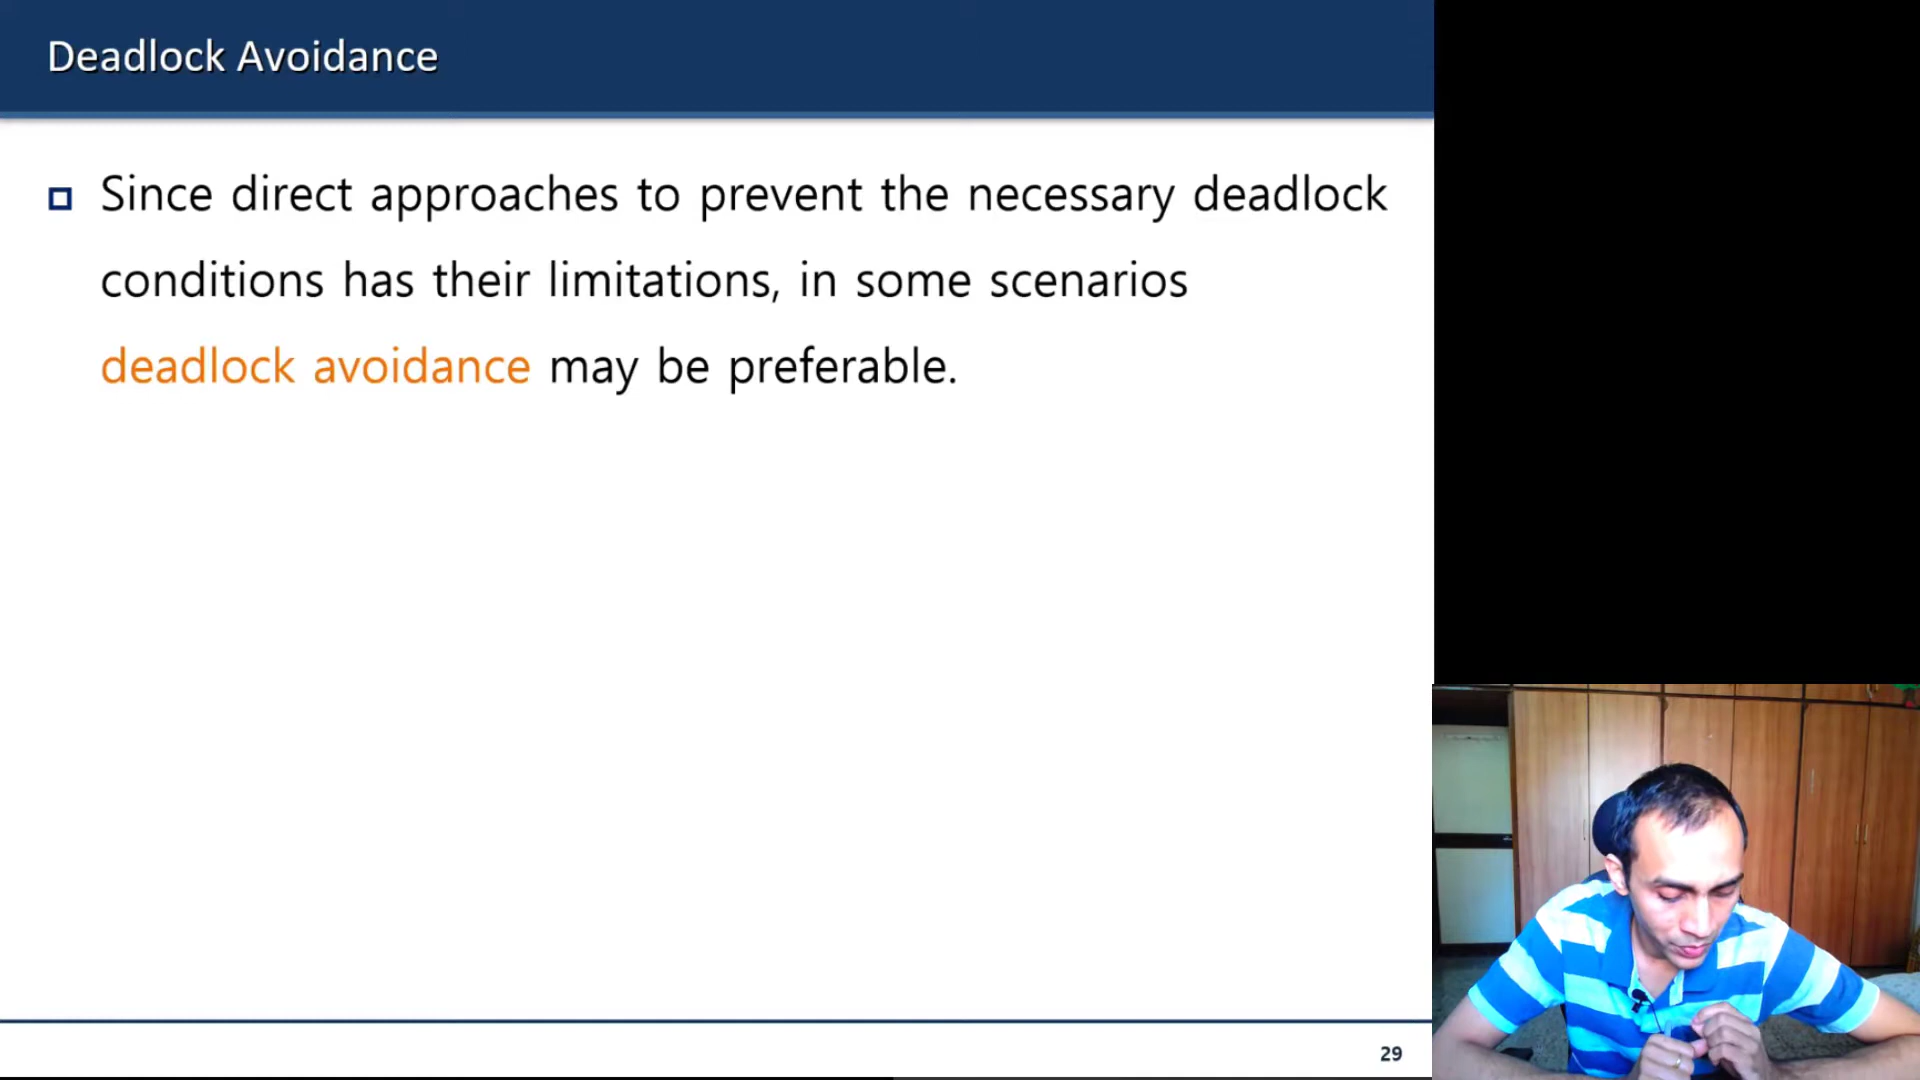 Deadlock Avoidance
Since direct approaches to prevent the necessary deadlock
conditions has their limitations, in some scenarios
deadlock avoidance may be preferable.
29